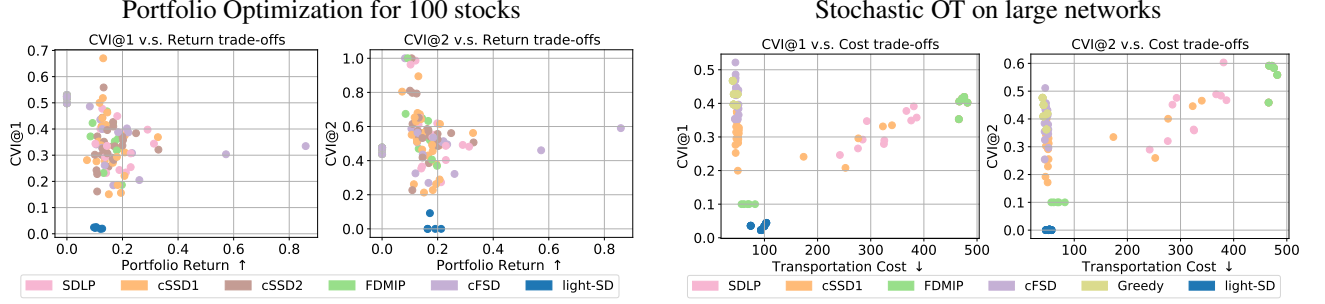 Portfolio Optimization for 100 stocks
Stochastic OT on large networks
CVI@1 v.s. Return trade-offs
CVI@2 v.s. Return trade-offs
CVI@1 v.s. Cost trade-offs
CVI@2 v.s. Cost trade-offs
CVI@1
0.7
0.6
0.5
0.4
0.3
0.2
0.1
0.0
0.0 0.2 0.4 0.6 0.8
Portfolio Return ↑
CVI@2
1.0
0.8
0.6
0.4
0.2
0.0
0.0 0.2 0.4 0.6 0.8
Portfolio Return ↑
CVI@1
0.5
0.4
0.3
0.2
0.1
0.0
100 200 300 400 500
Transportation Cost ↓
CVI@2
0.6
0.5
0.4
0.3
0.2
0.1
0.0
100 200 300 400 500
Transportation Cost ↓
SDLP cSSD1 cSSD2 FDMIP cFSD light-SD
SDLP cSSD1 FDMIP cFSD Greedy light-SD